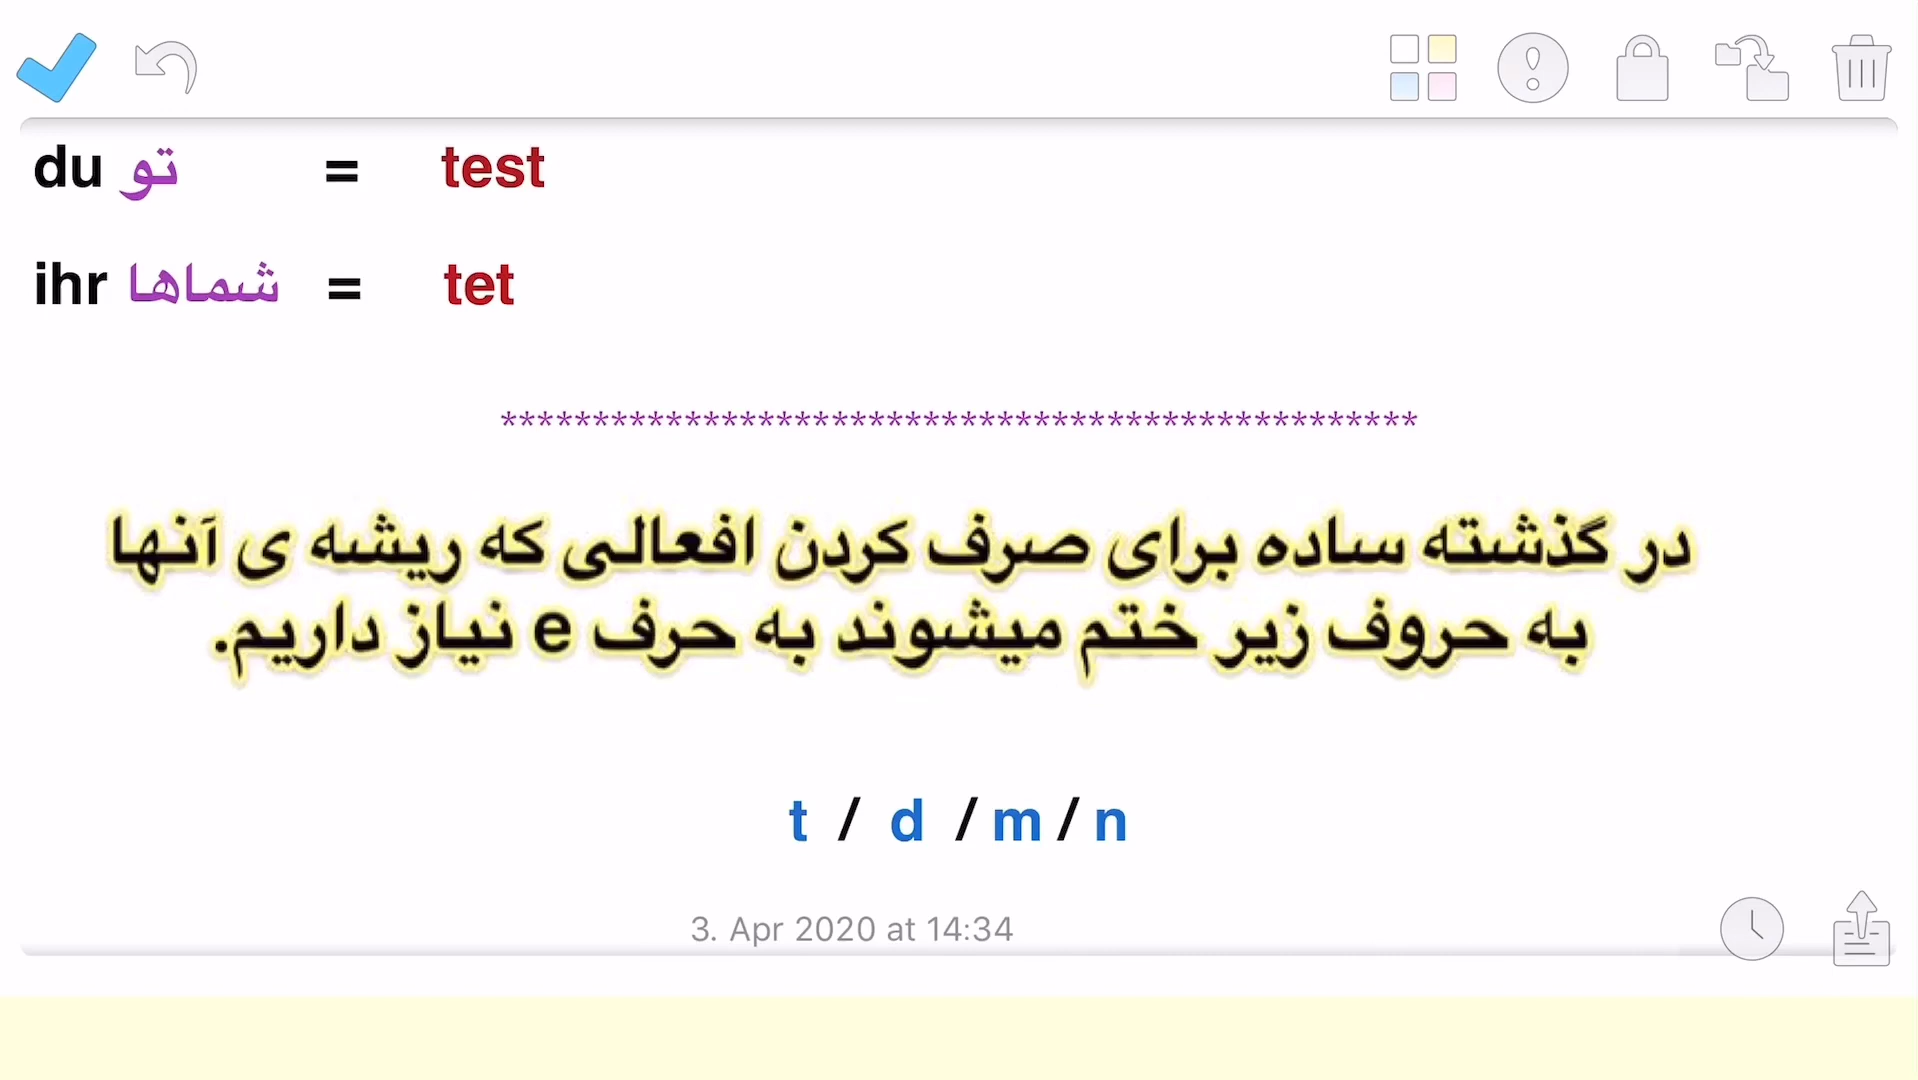 du تو = test
ihr شماها = tet
**************************************************
در گذشته ساده برای صرف کردن افعالی که ریشه ی آنها
به حروف زیر ختم میشوند به حرف e نیاز داریم.
t / d / m / n
3. Apr 2020 at 14:34